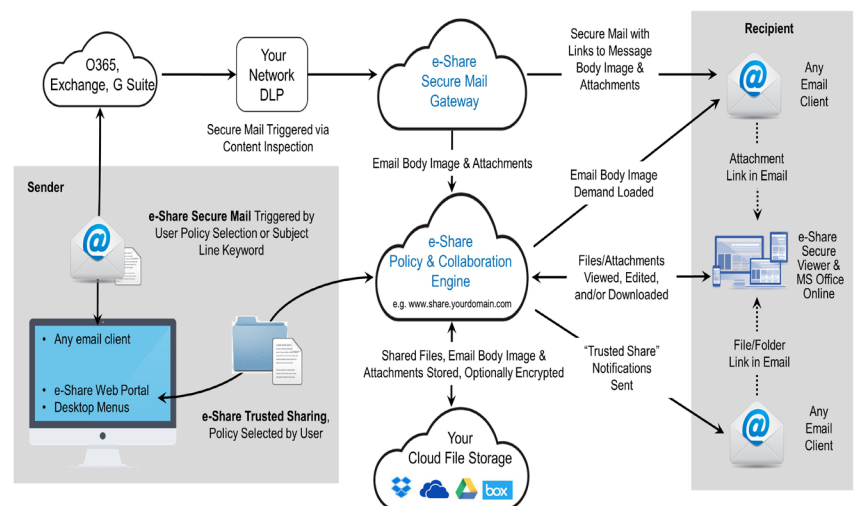 O365,
Exchange, G Suite
Your
Network
DLP
Secure Mail Triggered via
Content Inspection
e-Share
Secure Mail
Gateway
Secure Mail with
Links to Message
Body Image &
Attachments
Recipient
@
Any
Email
Client
Email Body Image & Attachments
Email Body Image
Demand Loaded
Attachment
Link in Email
Sender
@
e-Share Secure Mail Triggered by
User Policy Selection or Subject
Line Keyword
e-Share
Policy & Collaboration
Engine
e.g. www.share.yourdomain.com
Files/Attachments
Viewed, Edited,
and/or Downloaded
e-Share
Secure
Viewer &
MS Office
Online
• Any email client
• e-Share Web Portal
• Desktop Menus
e-Share Trusted Sharing,
Policy Selected by User
Shared Files, Email Body Image &
Attachments Stored, Optionally Encrypted
“Trusted Share”
Notifications
Sent
File/Folder
Link in Email
@
Any
Email
Client
Your
Cloud File Storage
box